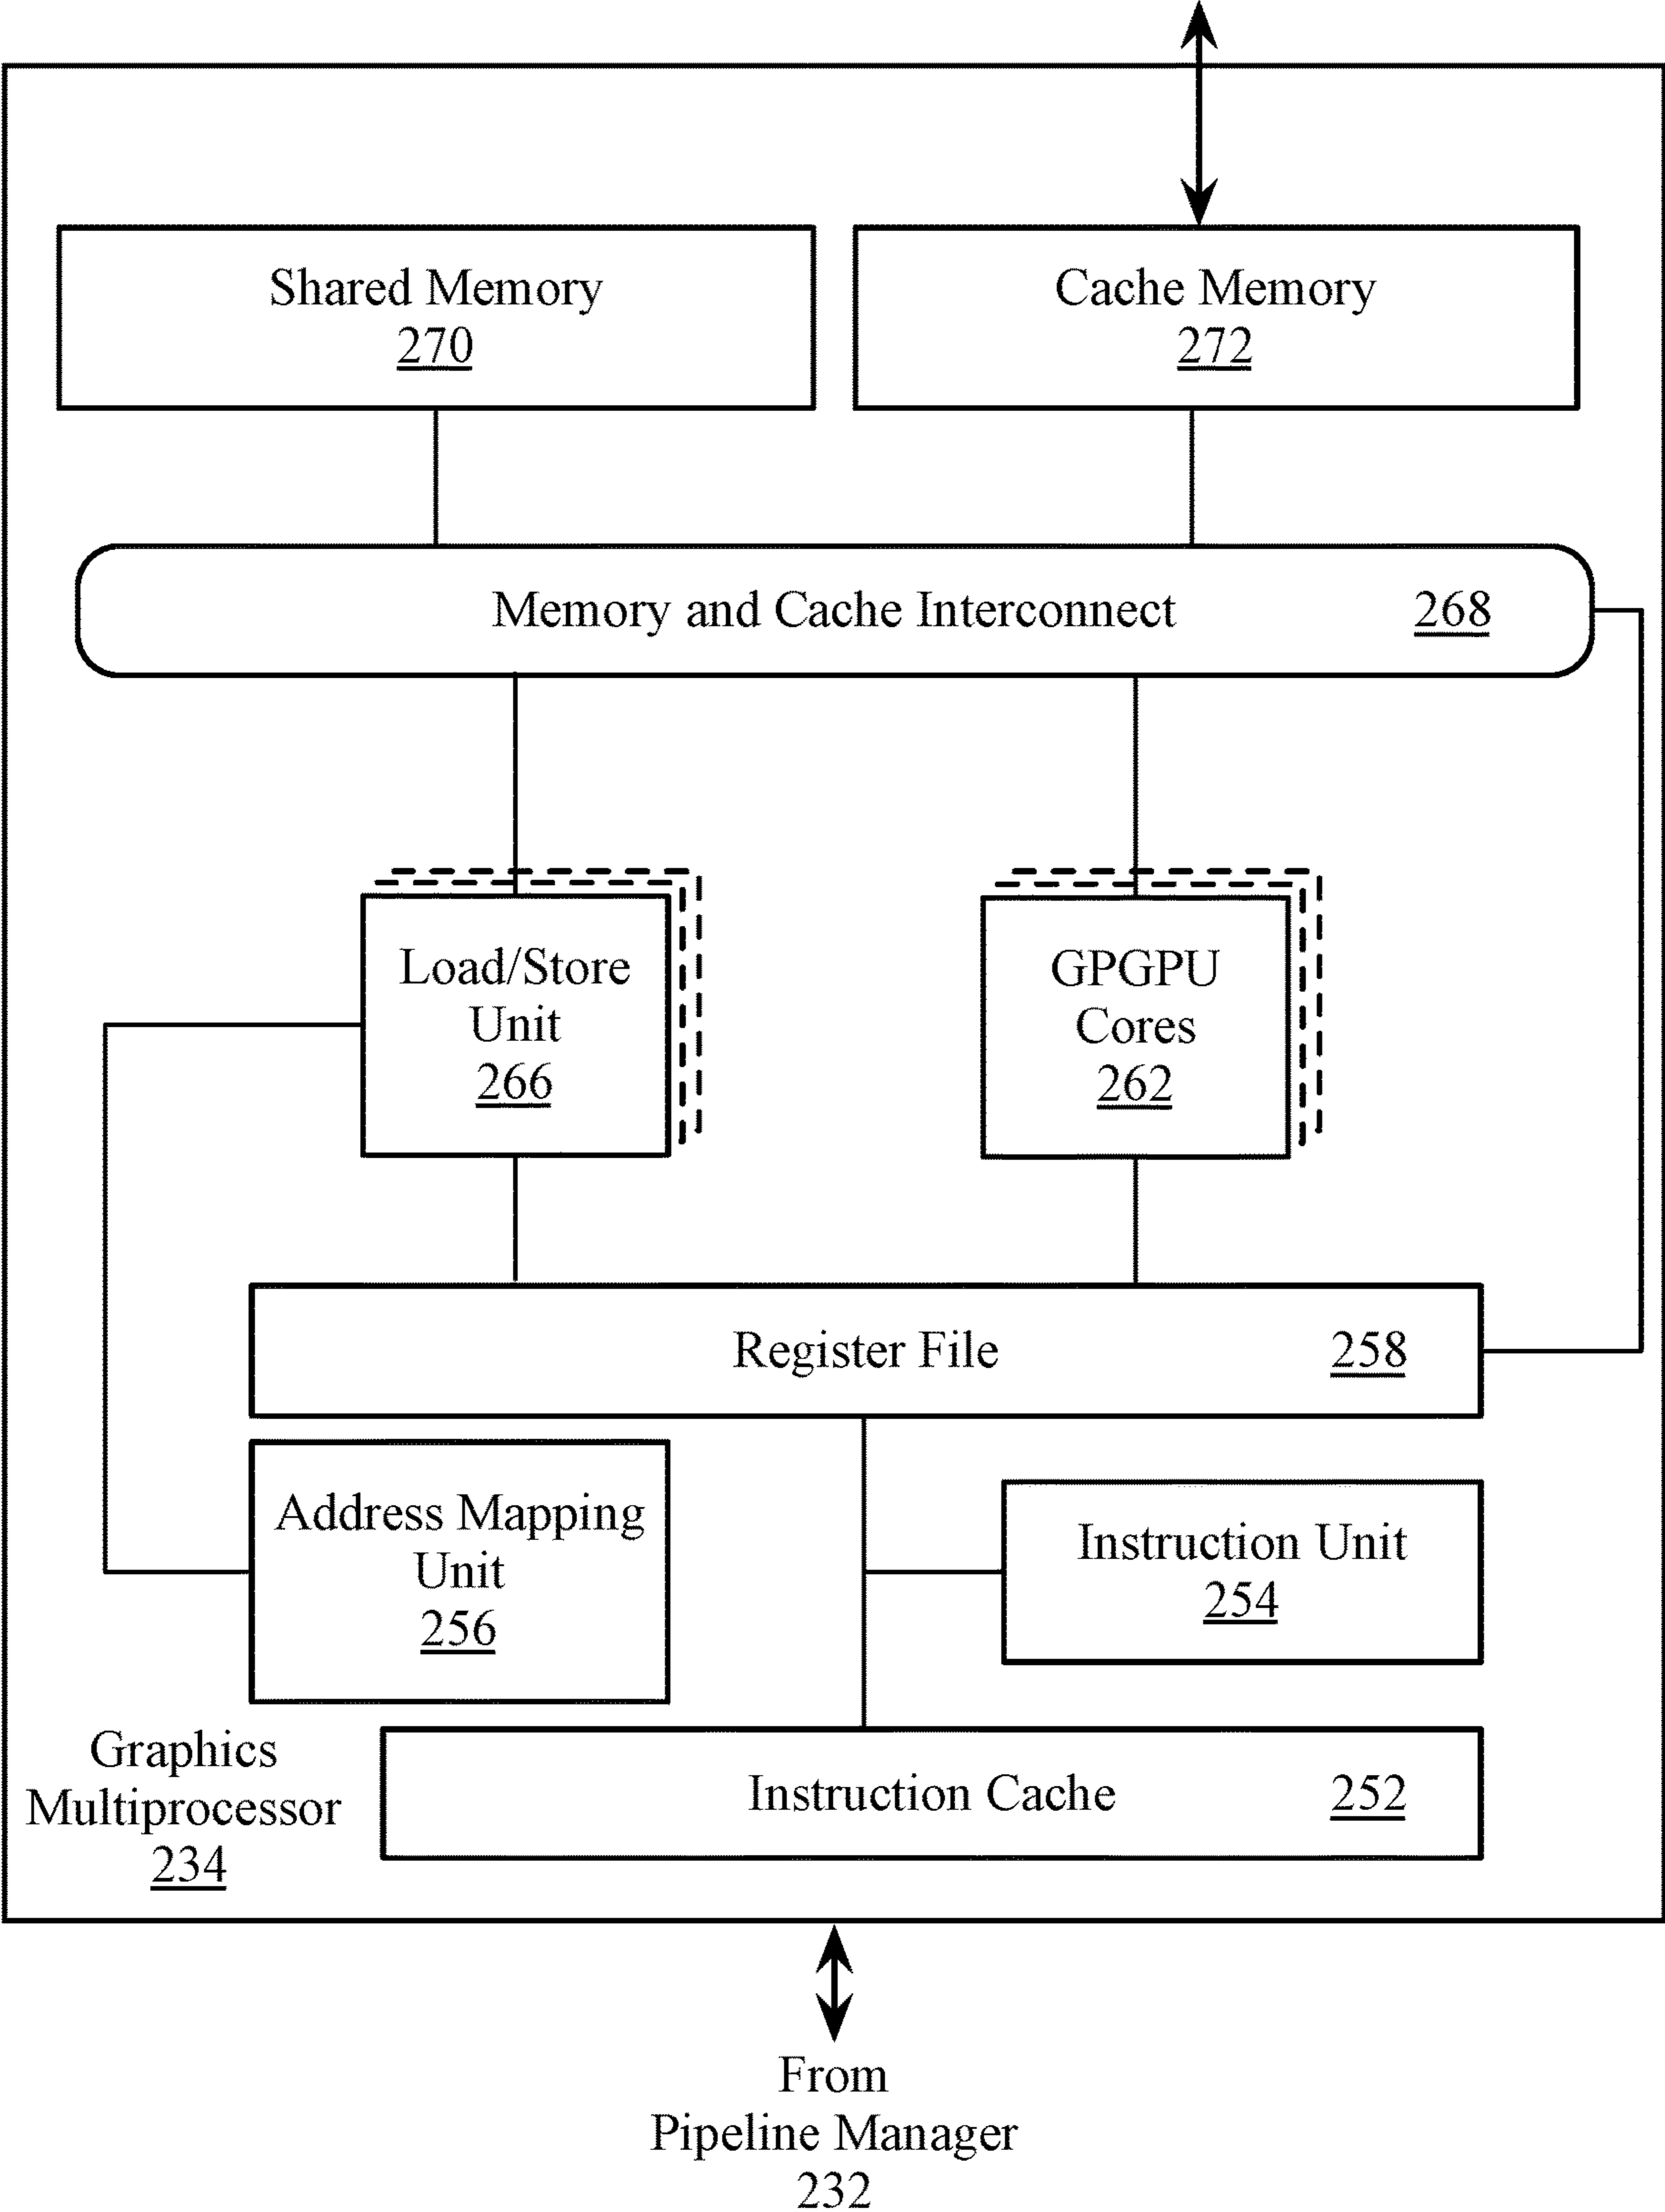 Shared Memory
270
Cache Memory
272
Memory and Cache Interconnect 268
Load/Store
Unit
266
GPGPU
Cores
262
Register File 258
Address Mapping
Unit
256
Instruction Unit
254
Graphics
Multiprocessor
234
Instruction Cache 252
From
Pipeline Manager
232